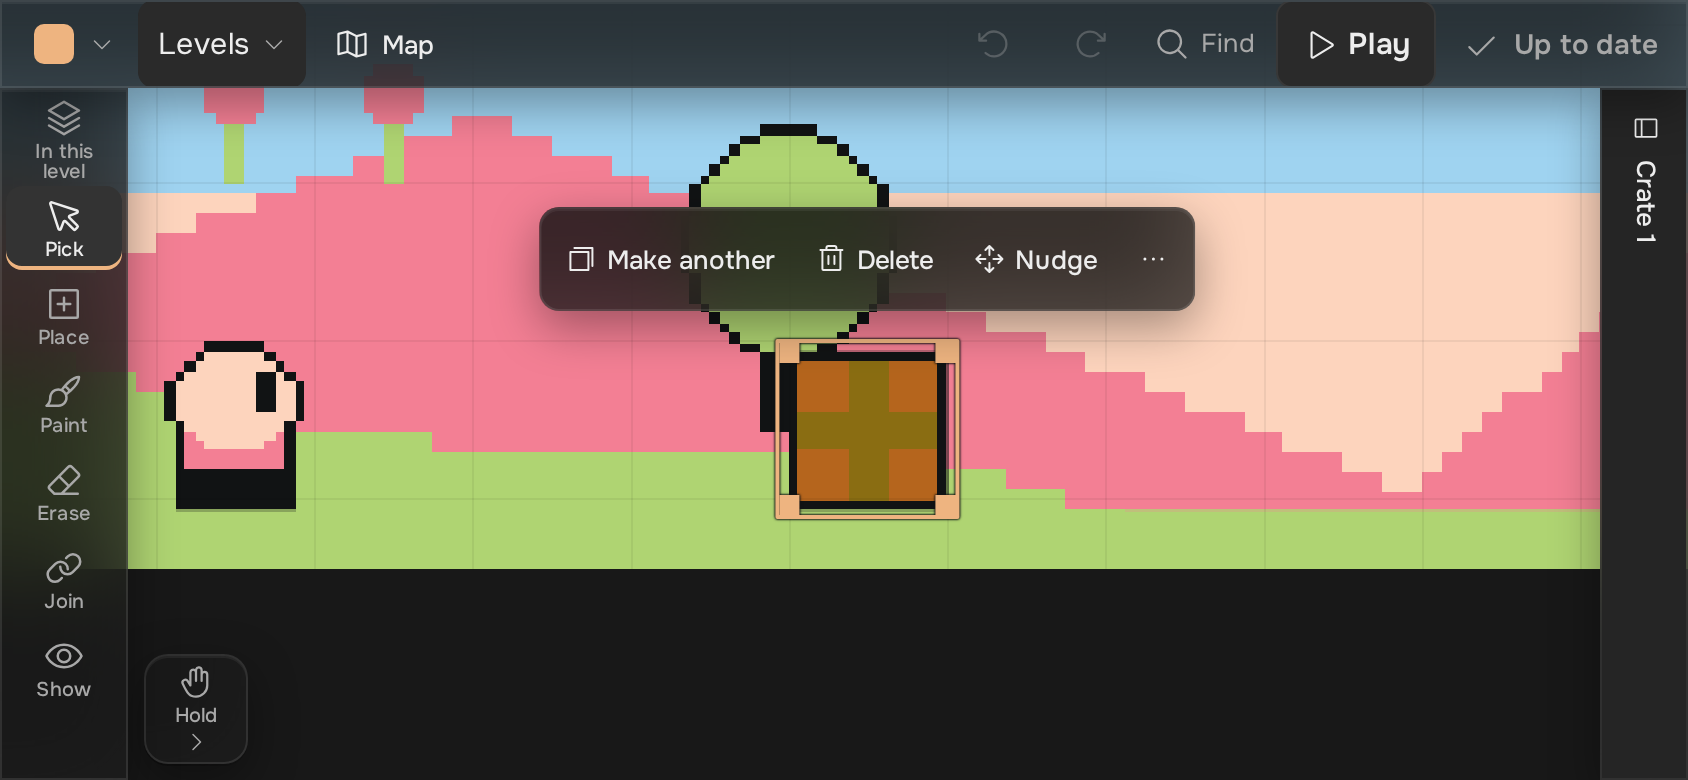 Levels
Map
Find
Play
Up to date
In this
level
Pick
Place
Paint
Erase
Join
Show
Make another
Delete
Nudge
Hold
Crate 1